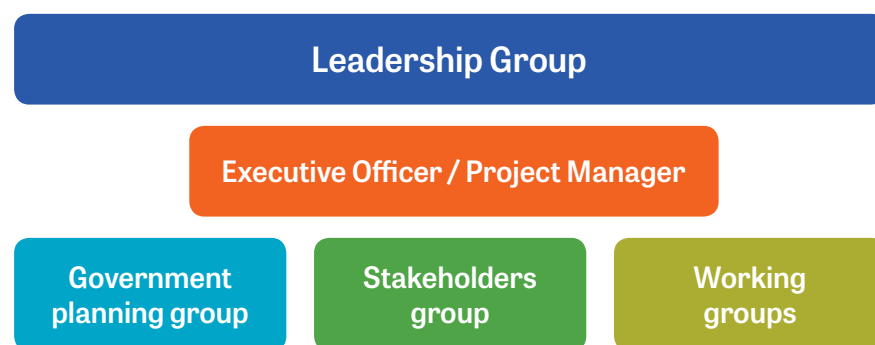 Leadership Group
Executive Officer / Project Manager
Government
planning group
Stakeholders
group
Working
groups